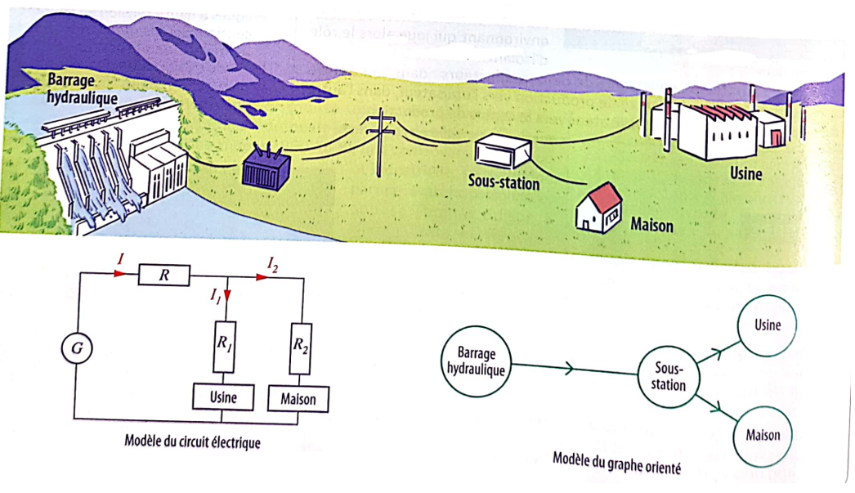 Barrage
hydraulique
Sous-station
Usine
Maison
I
R
I2
I1
G
R1
R2
Usine
Maison
Modèle du circuit électrique
Barrage
hydraulique
Sous-
station
Usine
Maison
Modèle du graphe orienté